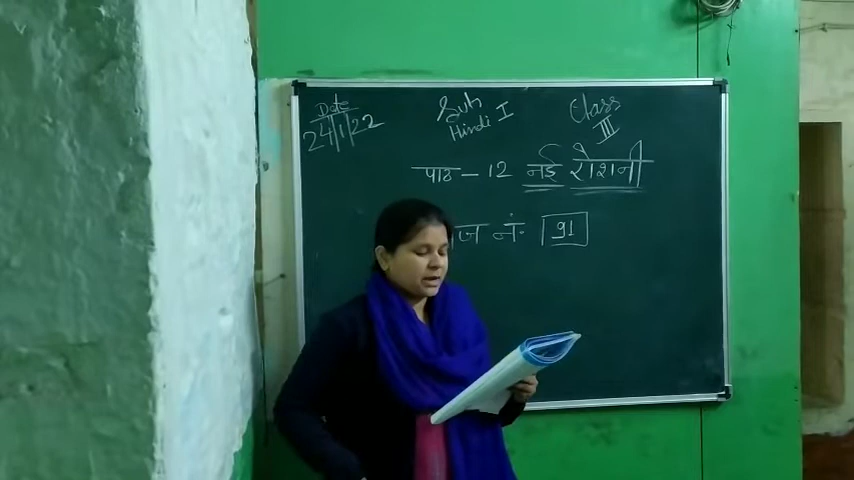 Date Sub Class
24/1/22 Hindi I III
पाठ - 12 नई रोशनी
ज नं. 91